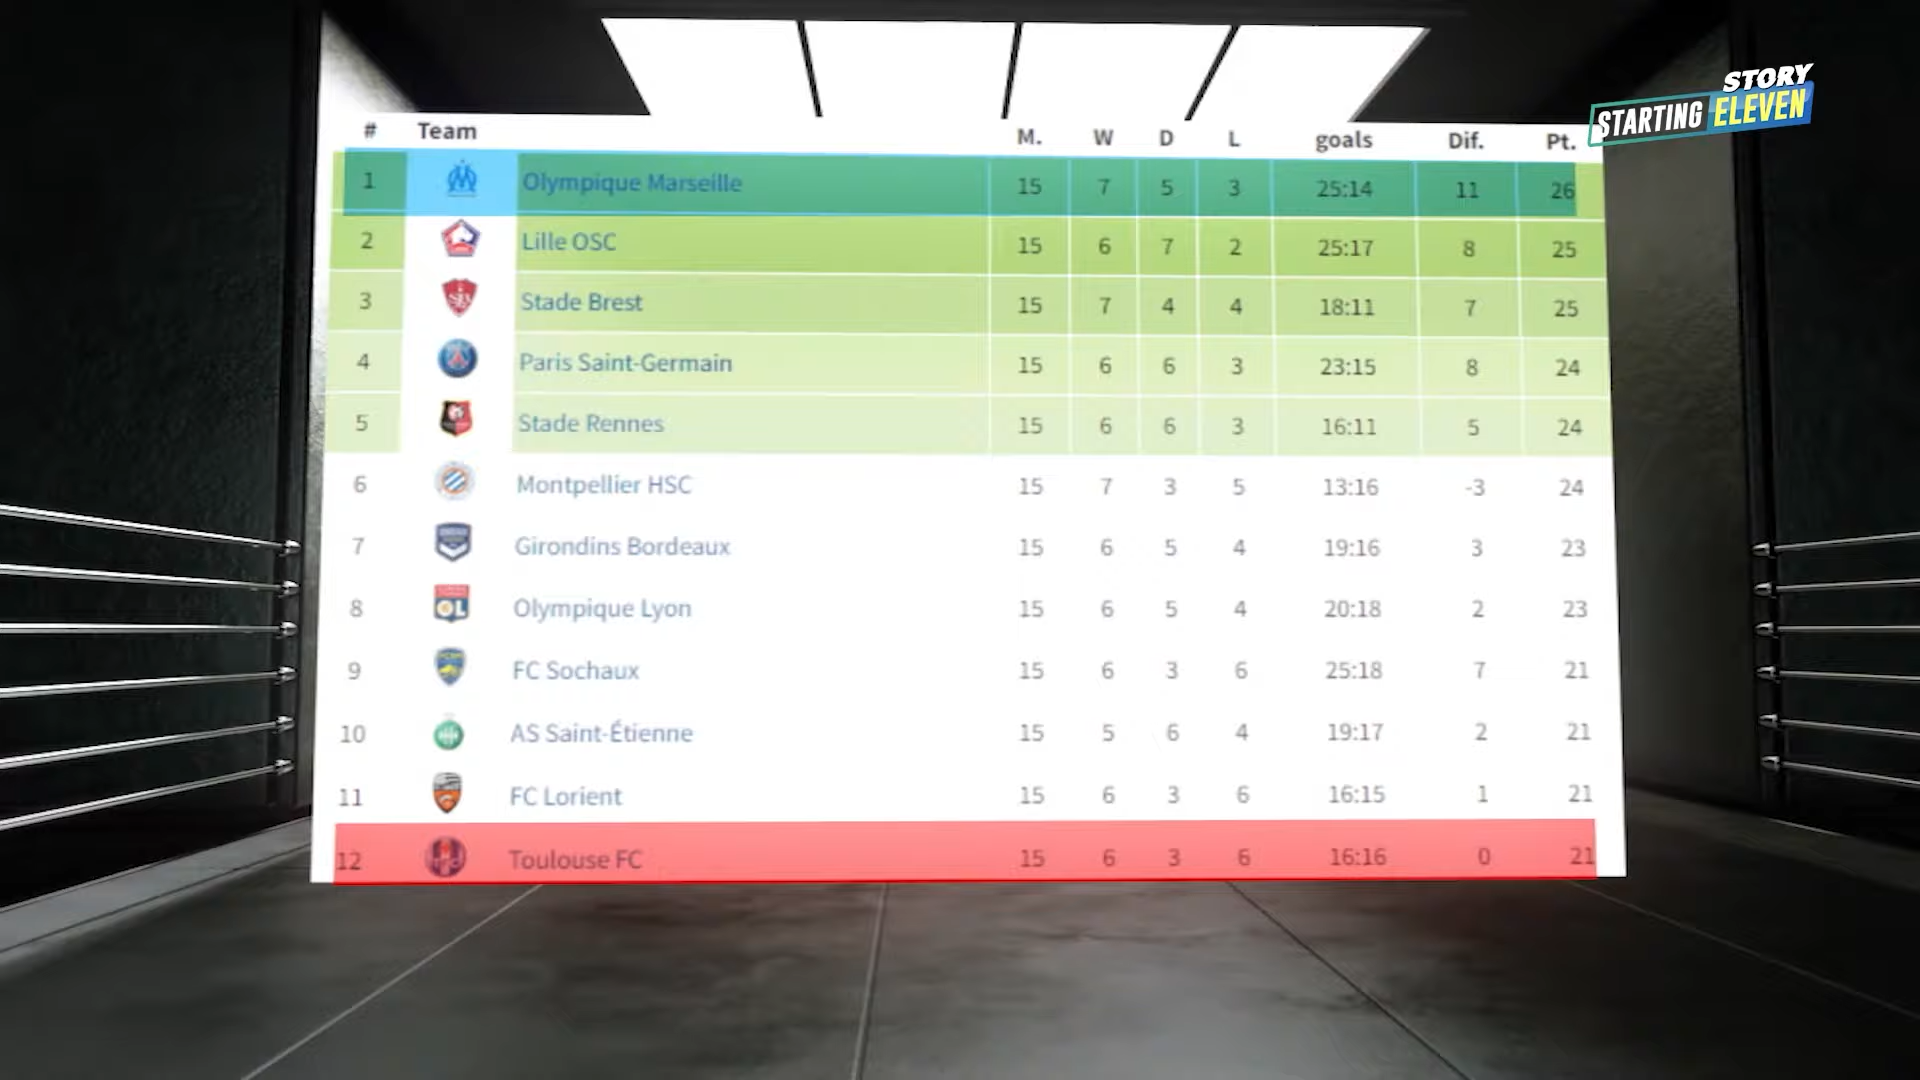 STORY
STARTING ELEVEN
# Team M. W D L goals Dif. Pt.
1 Olympique Marseille 15 7 5 3 25:14 11 26
2 Lille OSC 15 6 7 2 25:17 8 25
3 Stade Brest 15 7 4 4 18:11 7 25
4 Paris Saint-Germain 15 6 6 3 23:15 8 24
5 Stade Rennes 15 6 6 3 16:11 5 24
6 Montpellier HSC 15 7 3 5 13:16 -3 24
7 Girondins Bordeaux 15 6 5 4 19:16 3 23
8 OL Olympique Lyon 15 6 5 4 20:18 2 23
9 FC Sochaux 15 6 3 6 25:18 7 21
10 AS Saint-Étienne 15 5 6 4 19:17 2 21
11 FC Lorient 15 6 3 6 16:15 1 21
12 Toulouse FC 15 6 3 6 16:16 0 21